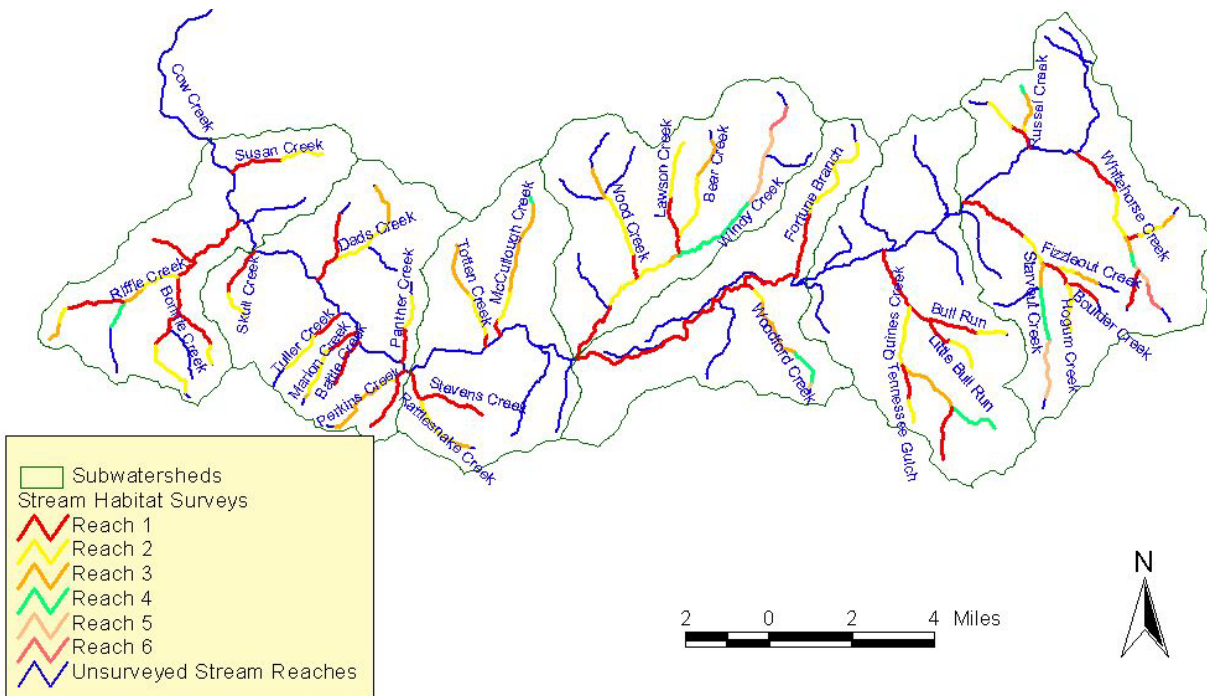 Cow Creek
Susan Creek
Riffle Creek
Bonnie Creek
Skull Creek
Dads Creek
Panther Creek
Tuller Creek
Marion Creek
Battle Creek
Perkins Creek
Stevens Creek
Rattlesnake Creek
Totten Creek
McCullough Creek
Wood Creek
Lawson Creek
Bear Creek
Windy Creek
Fortune Branch
Woodford Creek
Quines Creek
Bull Run
Little Bull Run
Tennessee Gulch
Starvout Creek
Fizzleout Creek
Hogum Creek
Boulder Creek
Whitehorse Creek
Creek
Subwatersheds
Stream Habitat Surveys
Reach 1
Reach 2
Reach 3
Reach 4
Reach 5
Reach 6
Unsurveyed Stream Reaches
2 0 2 4 Miles
N